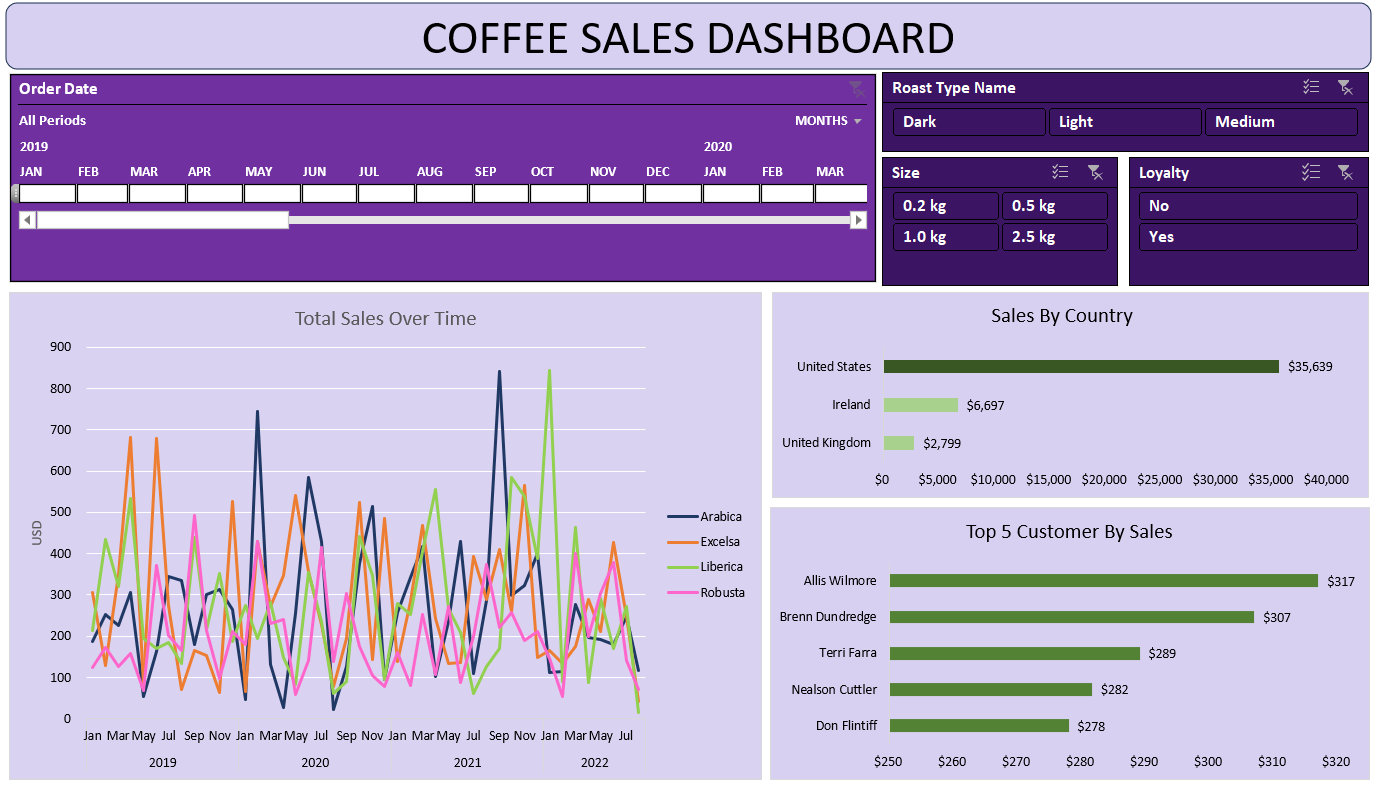 COFFEE SALES DASHBOARD
Order Date
All Periods MONTHS
2019 2020
JAN FEB MAR APR MAY JUN JUL AUG SEP OCT NOV DEC JAN FEB MAR
Roast Type Name
Dark Light Medium
Size
0.2 kg 0.5 kg
1.0 kg 2.5 kg
Loyalty
No
Yes
Total Sales Over Time
900
800
700
600
500
400
300
200
100
0
USD
Jan Mar May Jul Sep Nov Jan Mar May Jul Sep Nov Jan Mar May Jul Sep Nov Jan Mar May Jul
2019 2020 2021 2022
Arabica
Excelsa
Liberica
Robusta
Sales By Country
United States $35,639
Ireland $6,697
United Kingdom $2,799
$0 $5,000 $10,000 $15,000 $20,000 $25,000 $30,000 $35,000 $40,000
Top 5 Customer By Sales
Allis Wilmore $317
Brenn Dundredge $307
Terri Farra $289
Nealson Cuttler $282
Don Flintiff $278
$250 $260 $270 $280 $290 $300 $310 $320